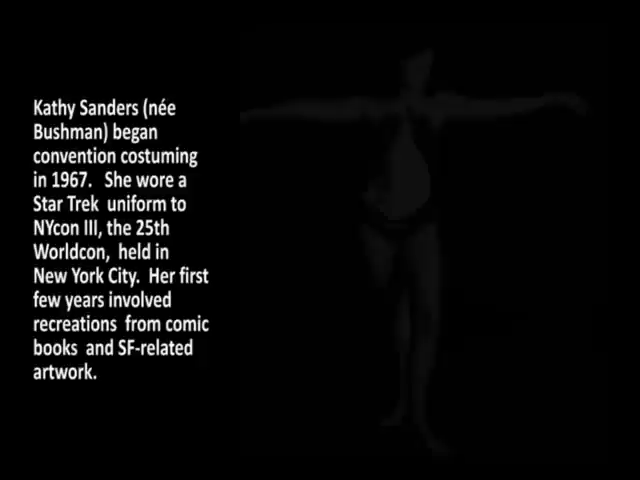 Kathy Sanders (née
Bushman) began
convention costuming
in 1967.   She wore a
Star Trek  uniform to
NYcon III, the 25th
Worldcon,  held in
New York City.  Her first
few years involved
recreations  from comic
books  and SF-related
artwork.